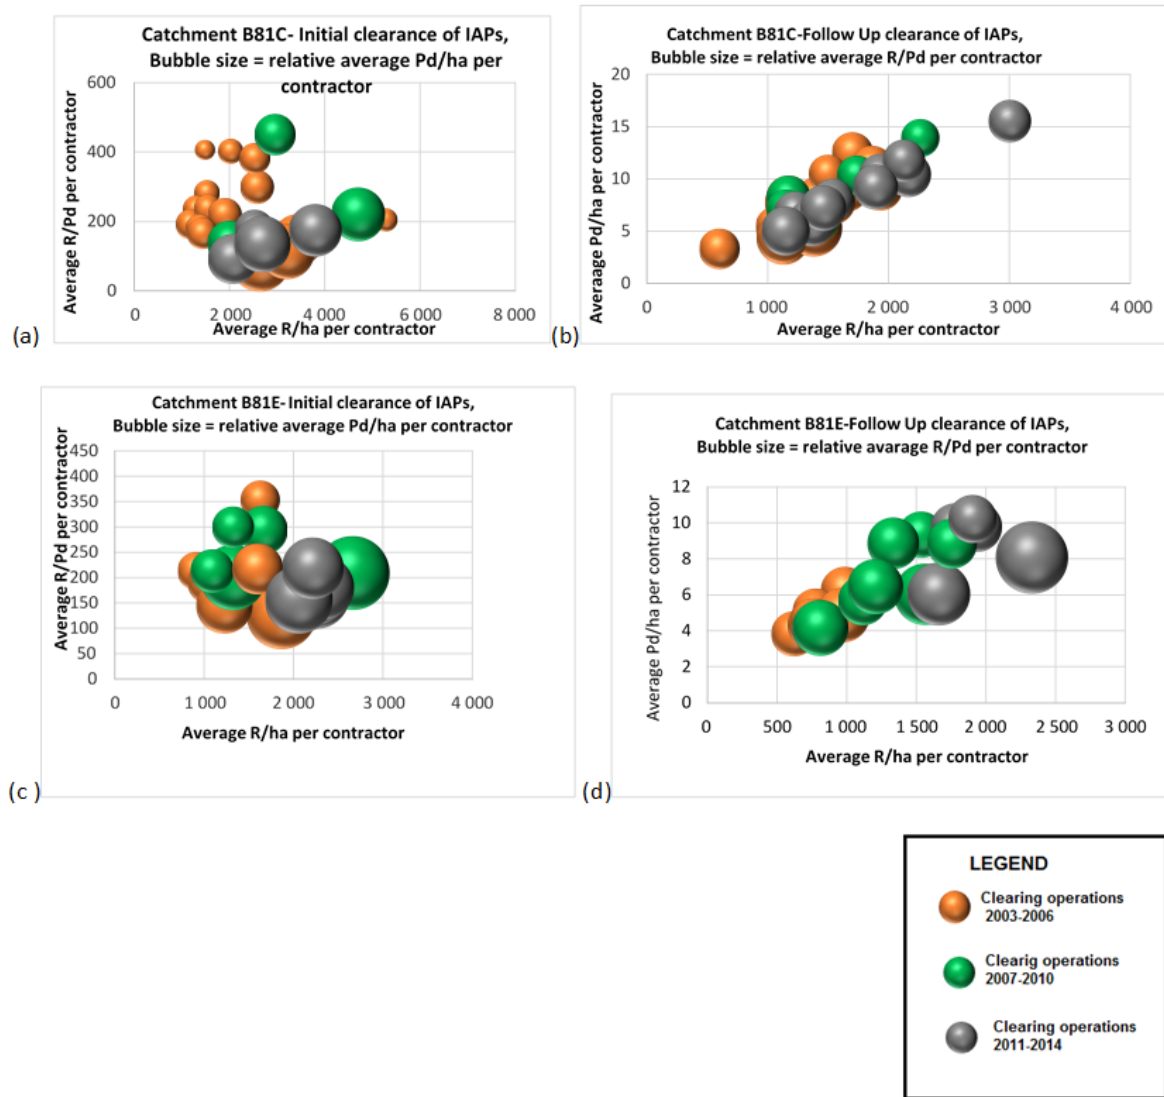 Catchment B81C- Initial clearance of IAPs,
Bubble size = relative average Pd/ha per
contractor
600
400
200
0
0 2 000 4 000 6 000 8 000
Average R/Pd per contractor
Average R/ha per contractor
(a)
Catchment B81C-Follow Up clearance of IAPs,
Bubble size = relative average R/Pd per contractor
20
15
10
5
0
0 1 000 2 000 3 000 4 000
Averaage Pd/ha per contractor
Average R/ha per contractor
(b)
Catchment B81E- Initial clearance of IAPs,
Bubble size = relative average Pd/ha per contractor
450
400
350
300
250
200
150
100
50
0
0 1 000 2 000 3 000 4 000
Average R/Pd per contractor
Average R/ha per contractor
(c )
Catchment B81E-Follow Up clearance of IAPs,
Bubble size = relative avarage R/Pd per contractor
12
10
8
6
4
2
0
0 500 1 000 1 500 2 000 2 500 3 000
Average Pd/ha per contractor
Average R/ha per contractor
(d)
LEGEND
Clearing operations
2003-2006
Clearig operations
2007-2010
Clearing operations
2011-2014